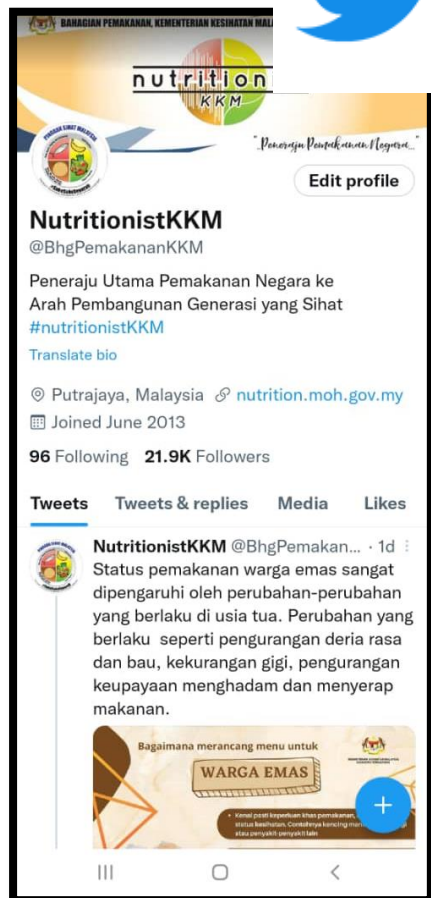 BAHAGIAN PEMAKANAN, KEMENTERIAN KESIHATAN
nutrition
KKM
"Peneraju Pemakanan Negara..."
Edit profile
NutritionistKKM
@BhgPemakananKKM
Peneraju Utama Pemakanan Negara ke
Arah Pembangunan Generasi yang Sihat
#nutritionistKKM
Translate bio
Putrajaya, Malaysia nutrition.moh.gov.my
Joined June 2013
96 Following 21.9K Followers
Tweets Tweets & replies Media Likes
NutritionistKKM @BhgPemakan... · 1d
Status pemakanan warga emas sangat
dipengaruhi oleh perubahan-perubahan
yang berlaku di usia tua. Perubahan yang
berlaku seperti pengurangan deria rasa
dan bau, kekurangan gigi, pengurangan
keupayaan menghadam dan menyerap
makanan.
Bagaimana merancang menu untuk
WARGA EMAS